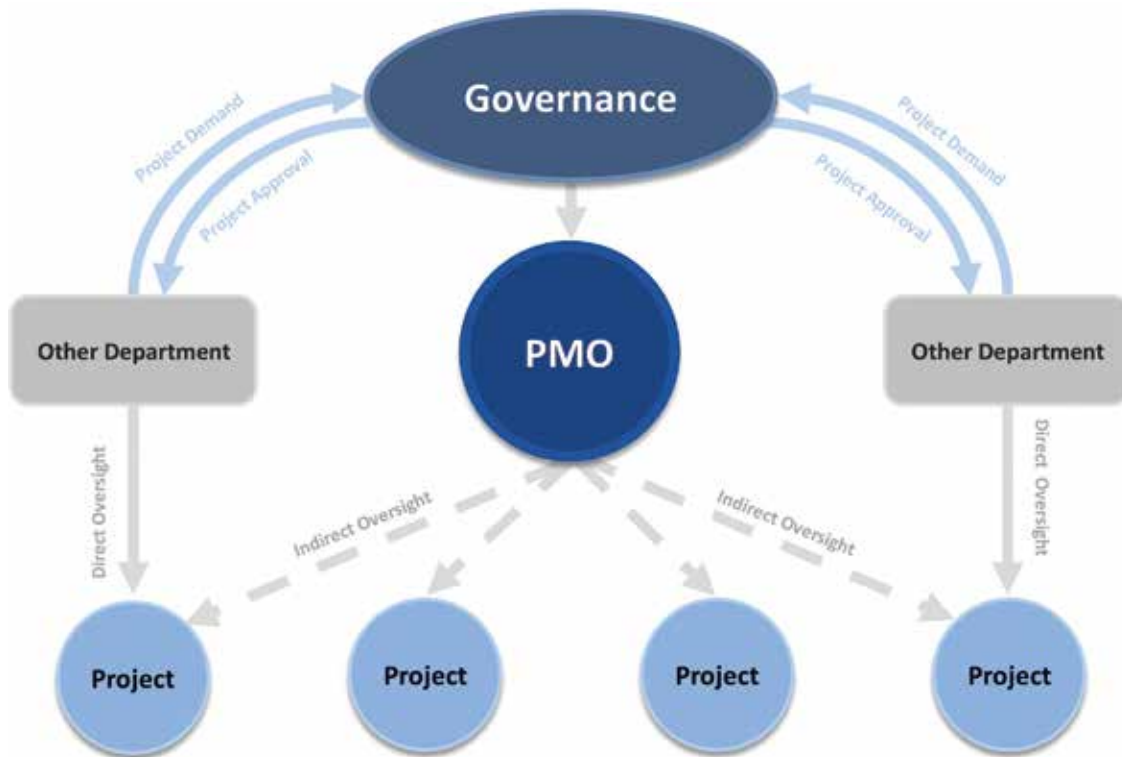 Governance
Project Demand
Project Approval
Project Demand
Project Approval
Other Department
PMO
Other Department
Direct Oversight
Indirect Oversight
Indirect Oversight
Direct Oversight
Project
Project
Project
Project